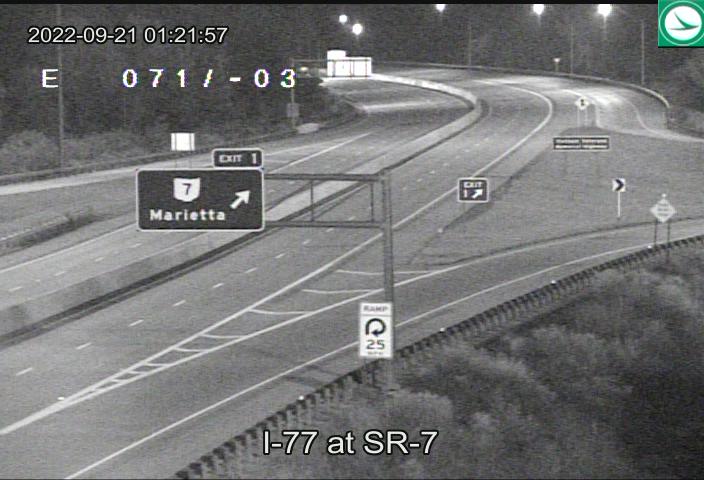 2022-09-21 01:21:57
E 071/-03
EXIT 1
7
Marietta
EXIT
1
RAMP
25
MPH
I-77 at SR-7